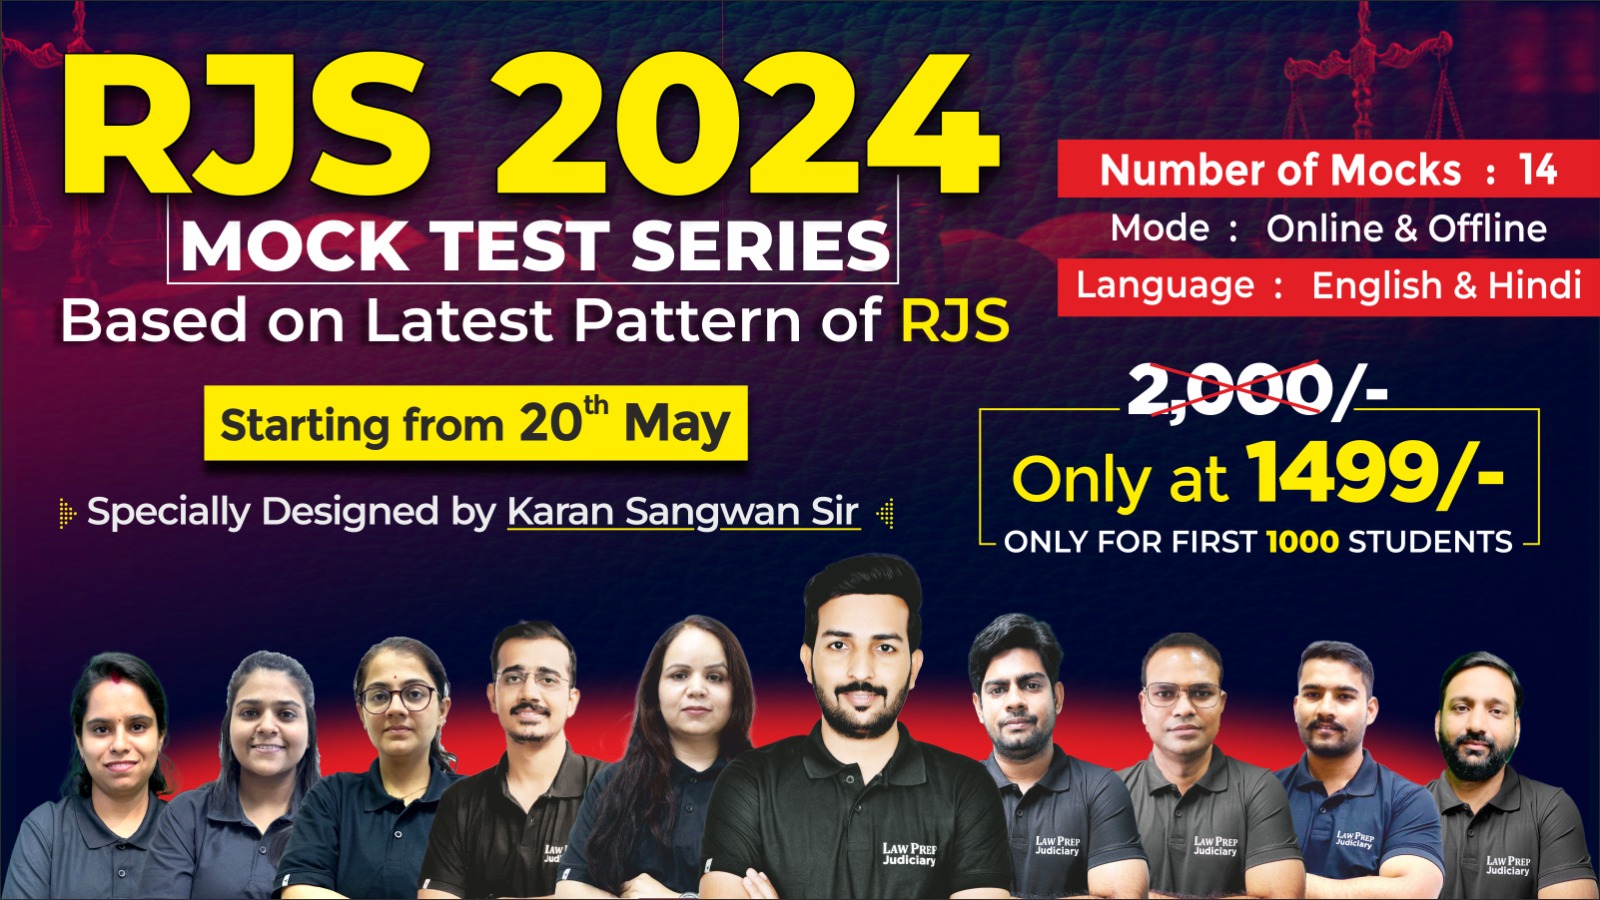 RJS 2024
MOCK TEST SERIES
Based on Latest Pattern of RJS
Starting from 20th May
Specially Designed by Karan Sangwan Sir
Number of Mocks : 14
Mode : Online & Offline
Language : English & Hindi
2,000/-
Only at 1499/-
ONLY FOR FIRST 1000 STUDENTS
LAW
Jud
LAW PREP
Judiciary
LAW PREP
Judiciary
LAW PREP
Judiciary
LAW PREP
Judiciary
LAW PREP
Judiciary